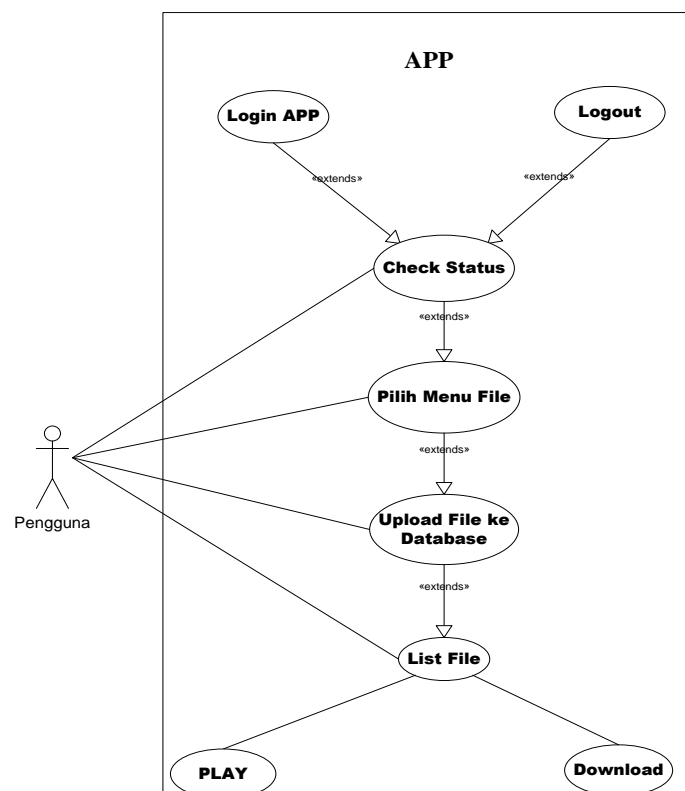 APP
Login APP
Logout
«extends»
«extends»
Check Status
«extends»
Pilih Menu File
«extends»
Pengguna
Upload File ke
Database
«extends»
List File
PLAY
Download